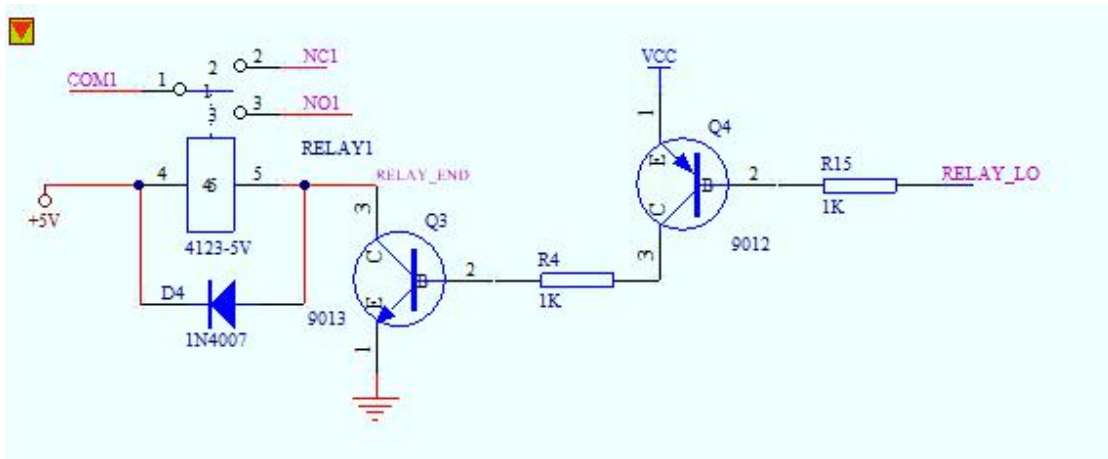 2 2 NC1
COM1 1 1
3 3 NO1
RELAY1
4 45 5
+5V
4123-5V
D4
1N4007
RELAY_END
3
C
Q3
B 2
E
9013
1
R4
1K
VCC
1
Q4
E
B 2
C
9012
3
R15
1K
RELAY_LO